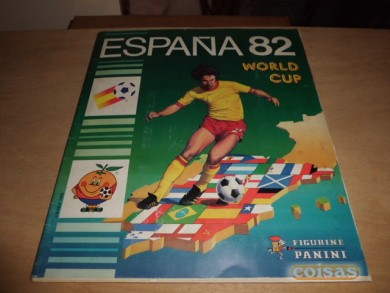 ESPAÑA 82
WORLD
CUP
FIGURINE
PANINI
coisas